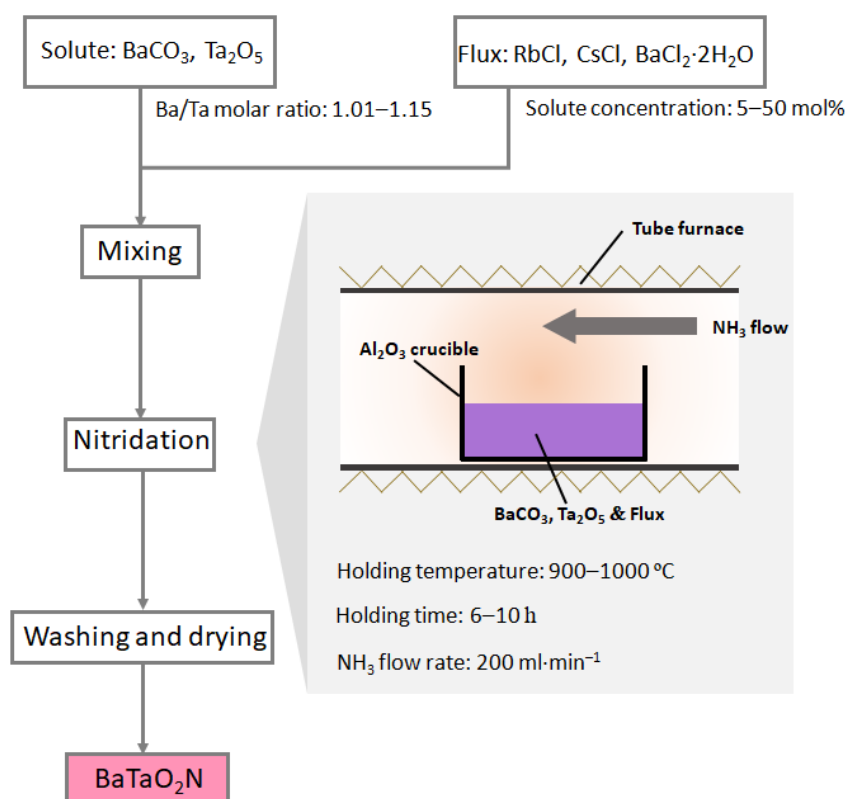 Solute: BaCO₃, Ta₂O₅
Flux: RbCl, CsCl, BaCl₂·2H₂O
Ba/Ta molar ratio: 1.01–1.15
Solute concentration: 5–50 mol%
Mixing
Tube furnace
NH₃ flow
Al₂O₃ crucible
Nitridation
BaCO₃, Ta₂O₅ & Flux
Holding temperature: 900–1000 ºC
Holding time: 6–10 h
Washing and drying
NH₃ flow rate: 200 ml·min⁻¹
BaTaO₂N